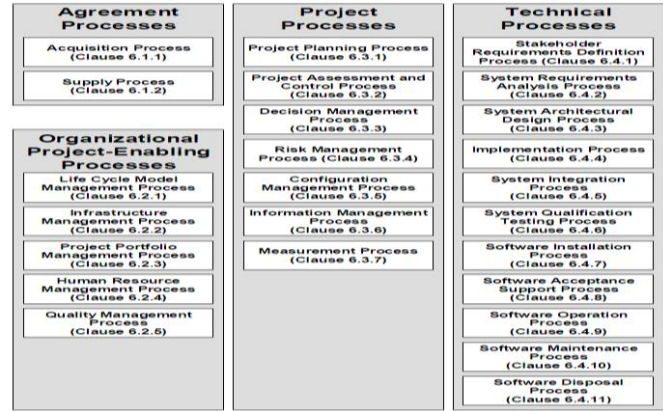 Agreement
Processes
Acquisition Process
(Clause 6.1.1)
Supply Process
(Clause 6.1.2)
Organizational
Project-Enabling
Processes
Life Cycle Model
Management Process
(Clause 6.2.1)
Infrastructure
Management Process
(Clause 6.2.2)
Project Portfolio
Management Process
(Clause 6.2.3)
Human Resource
Management Process
(Clause 6.2.4)
Quality Management
Process
(Clause 6.2.5)
Project
Processes
Project Planning Process
(Clause 6.3.1)
Project Assessment and
Control Process
(Clause 6.3.2)
Decision Management
Process
(Clause 6.3.3)
Risk Management
Process (Clause 6.3.4)
Configuration
Management Process
(Clause 6.3.5)
Information Management
Process
(Clause 6.3.6)
Measurement Process
(Clause 6.3.7)
Technical
Processes
Stakeholder
Requirements Definition
Process (Clause 6.4.1)
System Requirements
Analysis Process
(Clause 6.4.2)
System Architectural
Design Process
(Clause 6.4.3)
Implementation Process
(Clause 6.4.4)
System Integration
Process
(Clause 6.4.5)
System Qualification
Testing Process
(Clause 6.4.6)
Software Installation
Process
(Clause 6.4.7)
Software Acceptance
Support Process
(Clause 6.4.8)
Software Operation
Process
(Clause 6.4.9)
Software Maintenance
Process
(Clause 6.4.10)
Software Disposal
Process
(Clause 6.4.11)